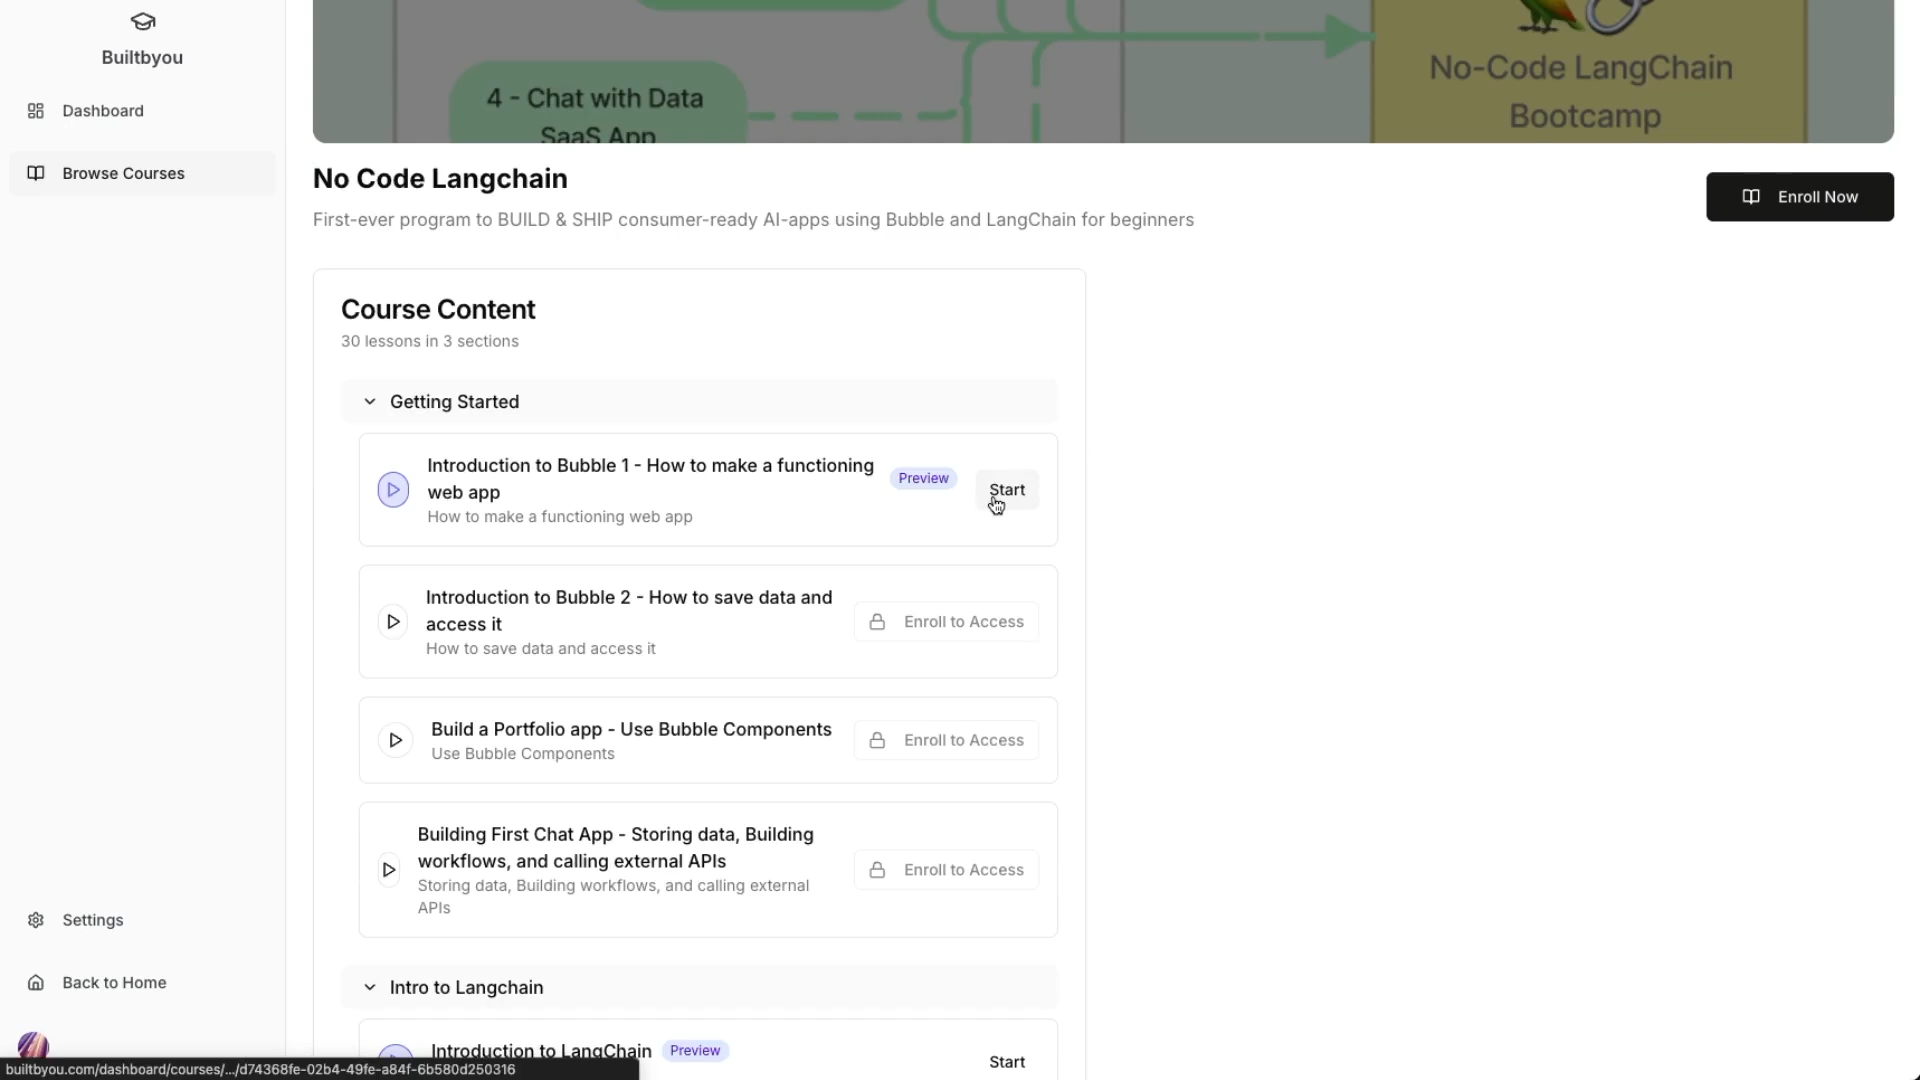 Builtbyou
Dashboard
Browse Courses
Settings
Back to Home
4 - Chat with Data
SaaS App
No-Code LangChain
Bootcamp
No Code Langchain
First-ever program to BUILD & SHIP consumer-ready AI-apps using Bubble and LangChain for beginners
Enroll Now
Course Content
30 lessons in 3 sections
Getting Started
Introduction to Bubble 1 - How to make a functioning
web app
How to make a functioning web app
Preview
Start
Introduction to Bubble 2 - How to save data and
access it
How to save data and access it
Enroll to Access
Build a Portfolio app - Use Bubble Components
Use Bubble Components
Enroll to Access
Building First Chat App - Storing data, Building
workflows, and calling external APIs
Storing data, Building workflows, and calling external
APIs
Enroll to Access
Intro to Langchain
Introduction to LangChain
Preview
Start
builtbyou.com/dashboard/courses/.../d74368fe-02b4-49fe-a84f-6b580d250316